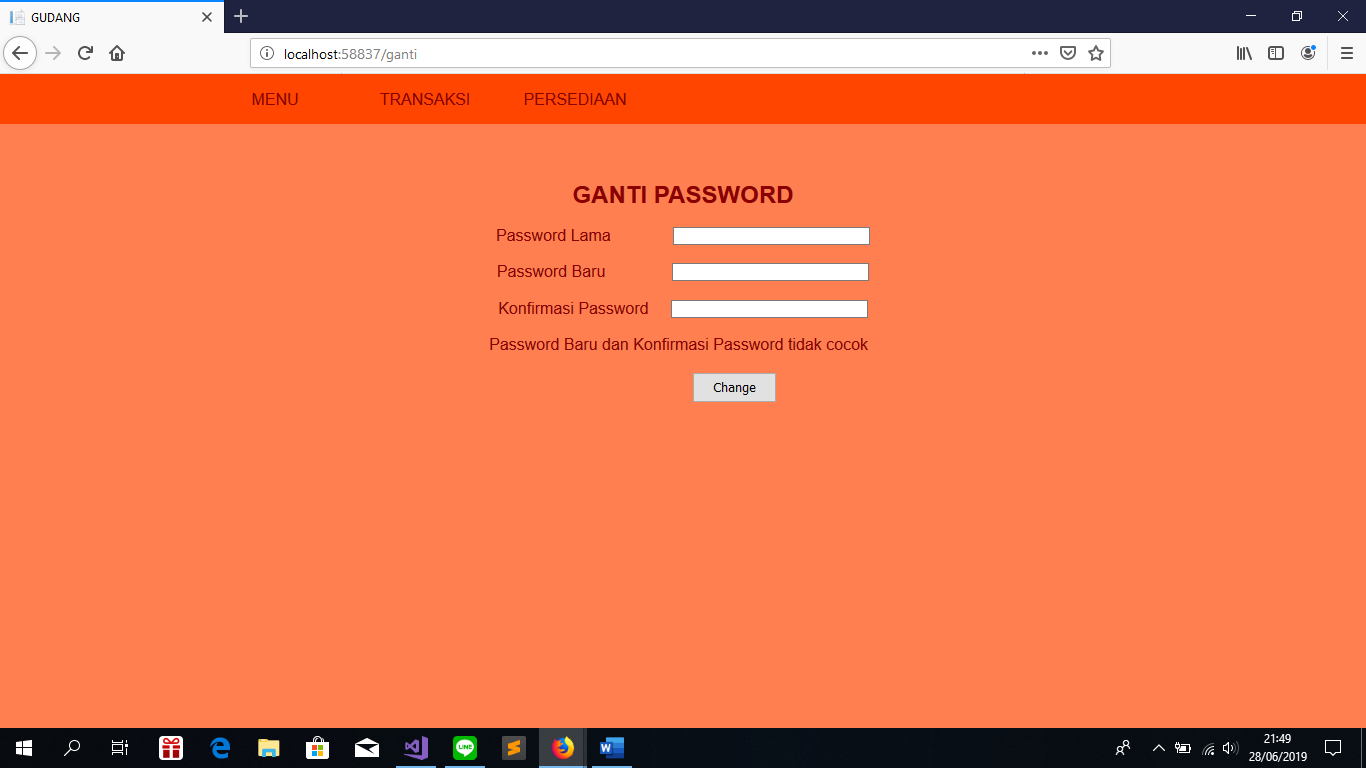 GUDANG
localhost:58837/ganti
MENU TRANSAKSI PERSEDIAAN
GANTI PASSWORD
Password Lama
Password Baru
Konfirmasi Password
Password Baru dan Konfirmasi Password tidak cocok
Change
LINE
21:49
28/06/2019